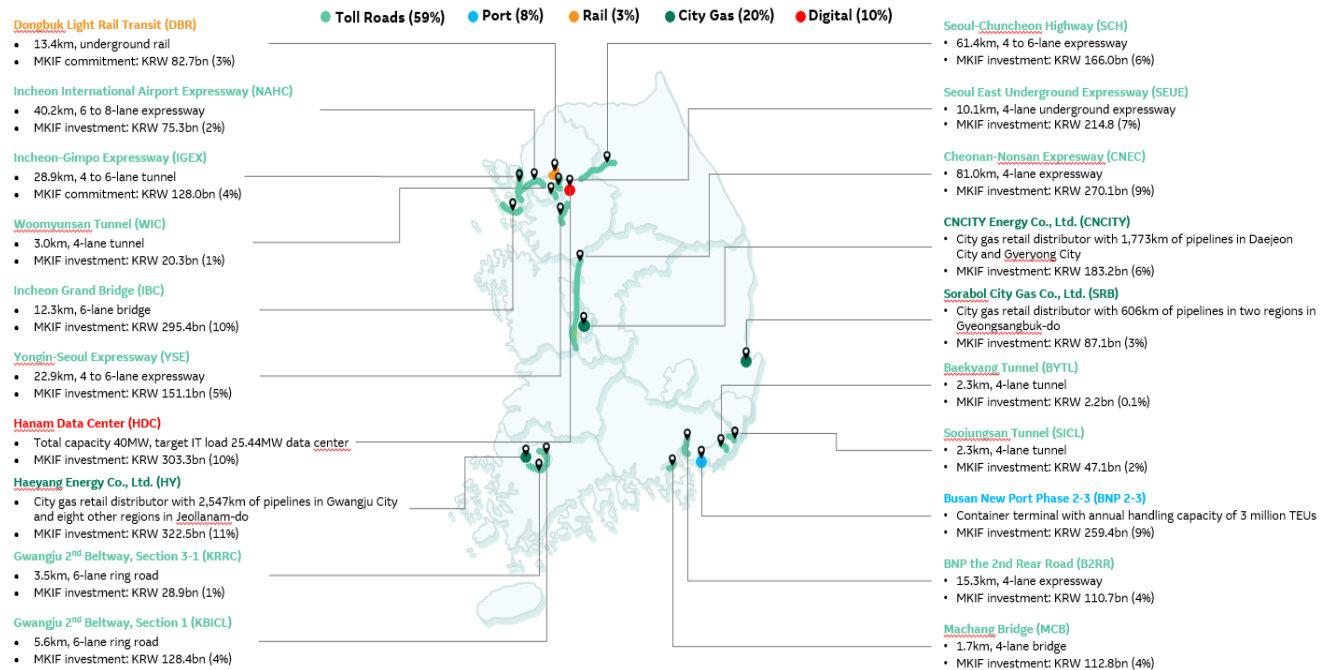 Toll Roads (59%)
Port (8%)
Rail (3%)
City Gas (20%)
Digital (10%)
Dongbuk Light Rail Transit (DBR)
• 13.4km, underground rail
• MKIF commitment: KRW 82.7bn (3%)
Incheon International Airport Expressway (NAHC)
• 40.2km, 6 to 8-lane expressway
• MKIF investment: KRW 75.3bn (2%)
Incheon-Gimpo Expressway (IGEX)
• 28.9km, 4 to 6-lane tunnel
• MKIF commitment: KRW 128.0bn (4%)
Woomyunsan Tunnel (WIC)
• 3.0km, 4-lane tunnel
• MKIF investment: KRW 20.3bn (1%)
Incheon Grand Bridge (IBC)
• 12.3km, 6-lane bridge
• MKIF investment: KRW 295.4bn (10%)
Yongin-Seoul Expressway (YSE)
• 22.9km, 4 to 6-lane expressway
• MKIF investment: KRW 151.1bn (5%)
Hanam Data Center (HDC)
• Total capacity 40MW, target IT load 25.44MW data center
• MKIF investment: KRW 303.3bn (10%)
Haeyang Energy Co., Ltd. (HY)
• City gas retail distributor with 2,547km of pipelines in Gwangju City
and eight other regions in Jeollanam-do
• MKIF investment: KRW 322.5bn (11%)
Gwangju 2nd Beltway, Section 3-1 (KRRC)
• 3.5km, 6-lane ring road
• MKIF investment: KRW 28.9bn (1%)
Gwangju 2nd Beltway, Section 1 (KBICL)
• 5.6km, 6-lane ring road
• MKIF investment: KRW 128.4bn (4%)
Seoul-Chuncheon Highway (SCH)
• 61.4km, 4 to 6-lane expressway
• MKIF investment: KRW 166.0bn (6%)
Seoul East Underground Expressway (SEUE)
• 10.1km, 4-lane underground expressway
• MKIF investment: KRW 214.8 (7%)
Cheonan-Nonsan Expresway (CNEC)
• 81.0km, 4-lane expressway
• MKIF investment: KRW 270.1bn (9%)
CNCITY Energy Co., Ltd. (CNCITY)
• City gas retail distributor with 1,773km of pipelines in Daejeon
City and Gyeryong City
• MKIF investment: KRW 183.2bn (6%)
Sorabol City Gas Co., Ltd. (SRB)
• City gas retail distributor with 606km of pipelines in two regions in
Gyeongsangbuk-do
• MKIF investment: KRW 87.1bn (3%)
Baekyang Tunnel (BYTL)
• 2.3km, 4-lane tunnel
• MKIF investment: KRW 2.2bn (0.1%)
Soojungsan Tunnel (SICL)
• 2.3km, 4-lane tunnel
• MKIF investment: KRW 47.1bn (2%)
Busan New Port Phase 2-3 (BNP 2-3)
• Container terminal with annual handling capacity of 3 million TEUs
• MKIF investment: KRW 259.4bn (9%)
BNP the 2nd Rear Road (B2RR)
• 15.3km, 4-lane expressway
• MKIF investment: KRW 110.7bn (4%)
Machang Bridge (MCB)
• 1.7km, 4-lane bridge
• MKIF investment: KRW 112.8bn (4%)